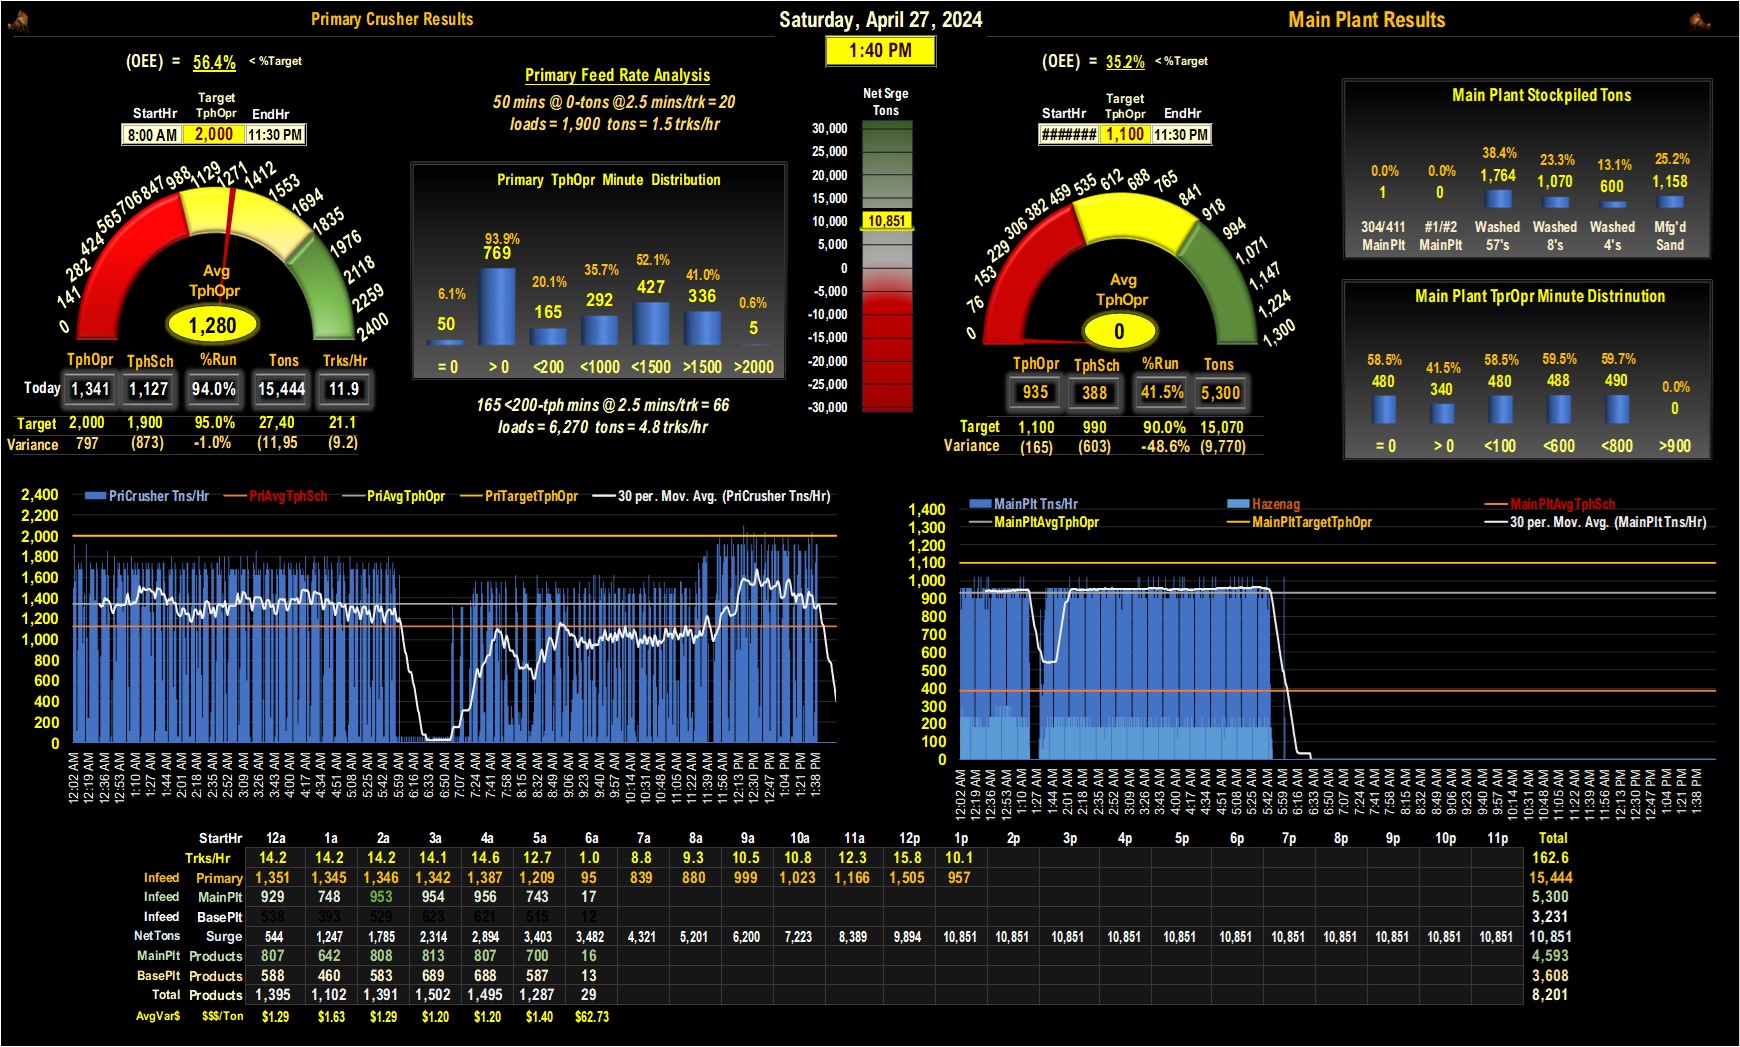 Primary Crusher Results
Saturday, April 27, 2024
Main Plant Results
1:40 PM
(OEE) = 56.4% < %Target
StartHr Target TphOpr EndHr
8:00 AM 2,000 11:30 PM
0 141 282 424 565 706 847 988 1129 1271 1412 1553 1694 1835 1976 2118 2259 2400
Avg
TphOpr
1,280
TphOpr TphSch %Run Tons Trks/Hr
Today 1,341 1,127 94.0% 15,444 11.9
Target 2,000 1,900 95.0% 27,40 21.1
Variance 797 (873) -1.0% (11,95 (9.2)
Primary Feed Rate Analysis
50 mins @ 0-tons @2.5 mins/trk = 20
loads = 1,900 tons = 1.5 trks/hr
Primary TphOpr Minute Distribution
6.1% 93.9% 20.1% 35.7% 52.1% 41.0% 0.6%
50 769 165 292 427 336 5
= 0 > 0 <200 <1000 <1500 >1500 >2000
165 <200-tph mins @ 2.5 mins/trk = 66
loads = 6,270 tons = 4.8 trks/hr
Net Srge
Tons
30,000
25,000
20,000
15,000
10,000
10,851
5,000
0
-5,000
-10,000
-15,000
-20,000
-25,000
-30,000
(OEE) = 35.2% < %Target
StartHr Target TphOpr EndHr
####### 1,100 11:30 PM
0 76 153 229 306 382 459 535 612 688 765 841 918 994 1,071 1,147 1,224 1,300
Avg
TphOpr
0
TphOpr TphSch %Run Tons
935 388 41.5% 5,300
Target 1,100 990 90.0% 15,070
Variance (165) (603) -48.6% (9,770)
Main Plant Stockpiled Tons
0.0% 0.0% 38.4% 23.3% 13.1% 25.2%
1 0 1,764 1,070 600 1,158
304/411 #1/#2 Washed Washed Washed Mfg'd
MainPlt MainPlt 57's 8's 4's Sand
Main Plant TprOpr Minute Distrinution
58.5% 41.5% 58.5% 59.5% 59.7% 0.0%
480 340 480 488 490 0
= 0 > 0 <100 <600 <800 >900
PriCrusher Tns/Hr PriAvgTphSch PriAvgTphOpr PriTargetTphOpr 30 per. Mov. Avg. (PriCrusher Tns/Hr)
2,400
2,200
2,000
1,800
1,600
1,400
1,200
1,000
800
600
400
200
0
12:02 AM 12:19 AM 12:36 AM 12:53 AM 1:10 AM 1:27 AM 1:44 AM 2:01 AM 2:18 AM 2:35 AM 2:52 AM 3:09 AM 3:26 AM 3:43 AM 4:00 AM 4:17 AM 4:34 AM 4:51 AM 5:08 AM 5:25 AM 5:42 AM 5:59 AM 6:16 AM 6:33 AM 6:50 AM 7:07 AM 7:24 AM 7:41 AM 7:58 AM 8:15 AM 8:32 AM 8:49 AM 9:06 AM 9:23 AM 9:40 AM 9:57 AM 10:14 AM 10:31 AM 10:48 AM 11:05 AM 11:22 AM 11:39 AM 11:56 AM 12:13 PM 12:30 PM 12:47 PM 1:04 PM 1:21 PM 1:38 PM
MainPlt Tns/Hr Hazenag MainPltAvgTphSch
MainPltAvgTphOpr MainPltTargetTphOpr 30 per. Mov. Avg. (MainPlt Tns/Hr)
1,400
1,300
1,200
1,100
1,000
900
800
700
600
500
400
300
200
100
0
12:02 AM 12:19 AM 12:36 AM 12:53 AM 1:10 AM 1:27 AM 1:44 AM 2:01 AM 2:18 AM 2:35 AM 2:52 AM 3:09 AM 3:26 AM 3:43 AM 4:00 AM 4:17 AM 4:34 AM 4:51 AM 5:08 AM 5:25 AM 5:42 AM 5:59 AM 6:16 AM 6:33 AM 6:50 AM 7:07 AM 7:24 AM 7:41 AM 7:58 AM 8:15 AM 8:32 AM 8:49 AM 9:06 AM 9:23 AM 9:40 AM 9:57 AM 10:14 AM 10:31 AM 10:48 AM 11:05 AM 11:22 AM 11:39 AM 11:56 AM 12:13 PM 12:30 PM 12:47 PM 1:04 PM 1:21 PM 1:38 PM
StartHr 12a 1a 2a 3a 4a 5a 6a 7a 8a 9a 10a 11a 12p 1p 2p 3p 4p 5p 6p 7p 8p 9p 10p 11p Total
Trks/Hr 14.2 14.2 14.2 14.1 14.6 12.7 1.0 8.8 9.3 10.5 10.8 12.3 15.8 10.1 162.6
Infeed Primary 1,351 1,345 1,346 1,342 1,387 1,209 95 839 880 999 1,023 1,166 1,505 957 15,444
Infeed MainPlt 929 748 953 954 956 743 17 5,300
Infeed BasePlt 538 393 529 623 621 515 12 3,231
NetTons Surge 544 1,247 1,785 2,314 2,894 3,403 3,482 4,321 5,201 6,200 7,223 8,389 9,894 10,851 10,851 10,851 10,851 10,851 10,851 10,851 10,851 10,851 10,851 10,851 10,851
MainPlt Products 807 642 808 813 807 700 16 4,593
BasePlt Products 588 460 583 689 688 587 13 3,608
Total Products 1,395 1,102 1,391 1,502 1,495 1,287 29 8,201
AvgVar$ $$$/Ton $1.29 $1.63 $1.29 $1.20 $1.20 $1.40 $62.73